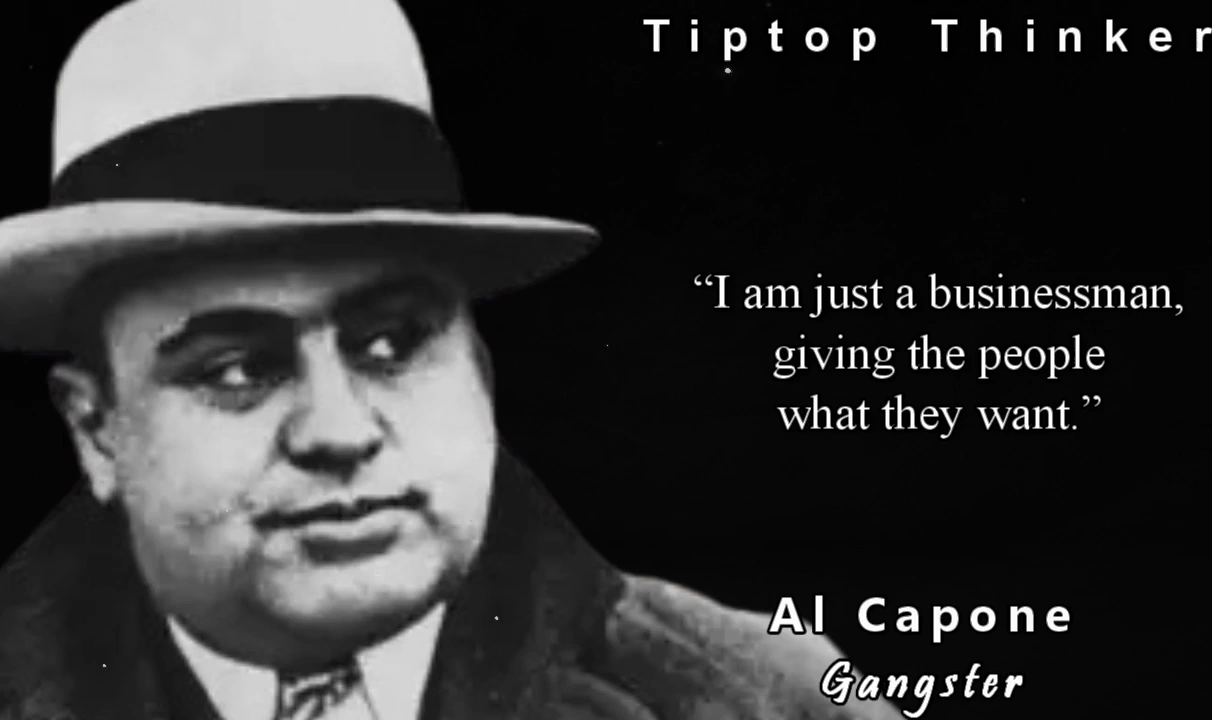 Tiptop Thinker
“I am just a businessman,
giving the people
what they want.”
Al Capone
Gangster